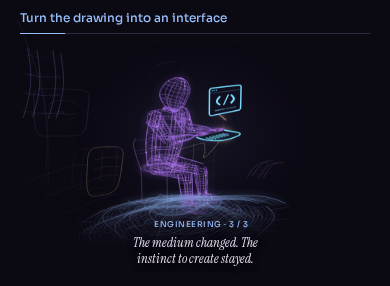 Turn the drawing into an interface
</>
ENGINEERING · 3 / 3
The medium changed. The
instinct to create stayed.